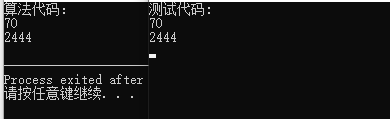 算法代码：
70
2444
Process exited after
请按任意键继续. . .
测试代码：
70
2444